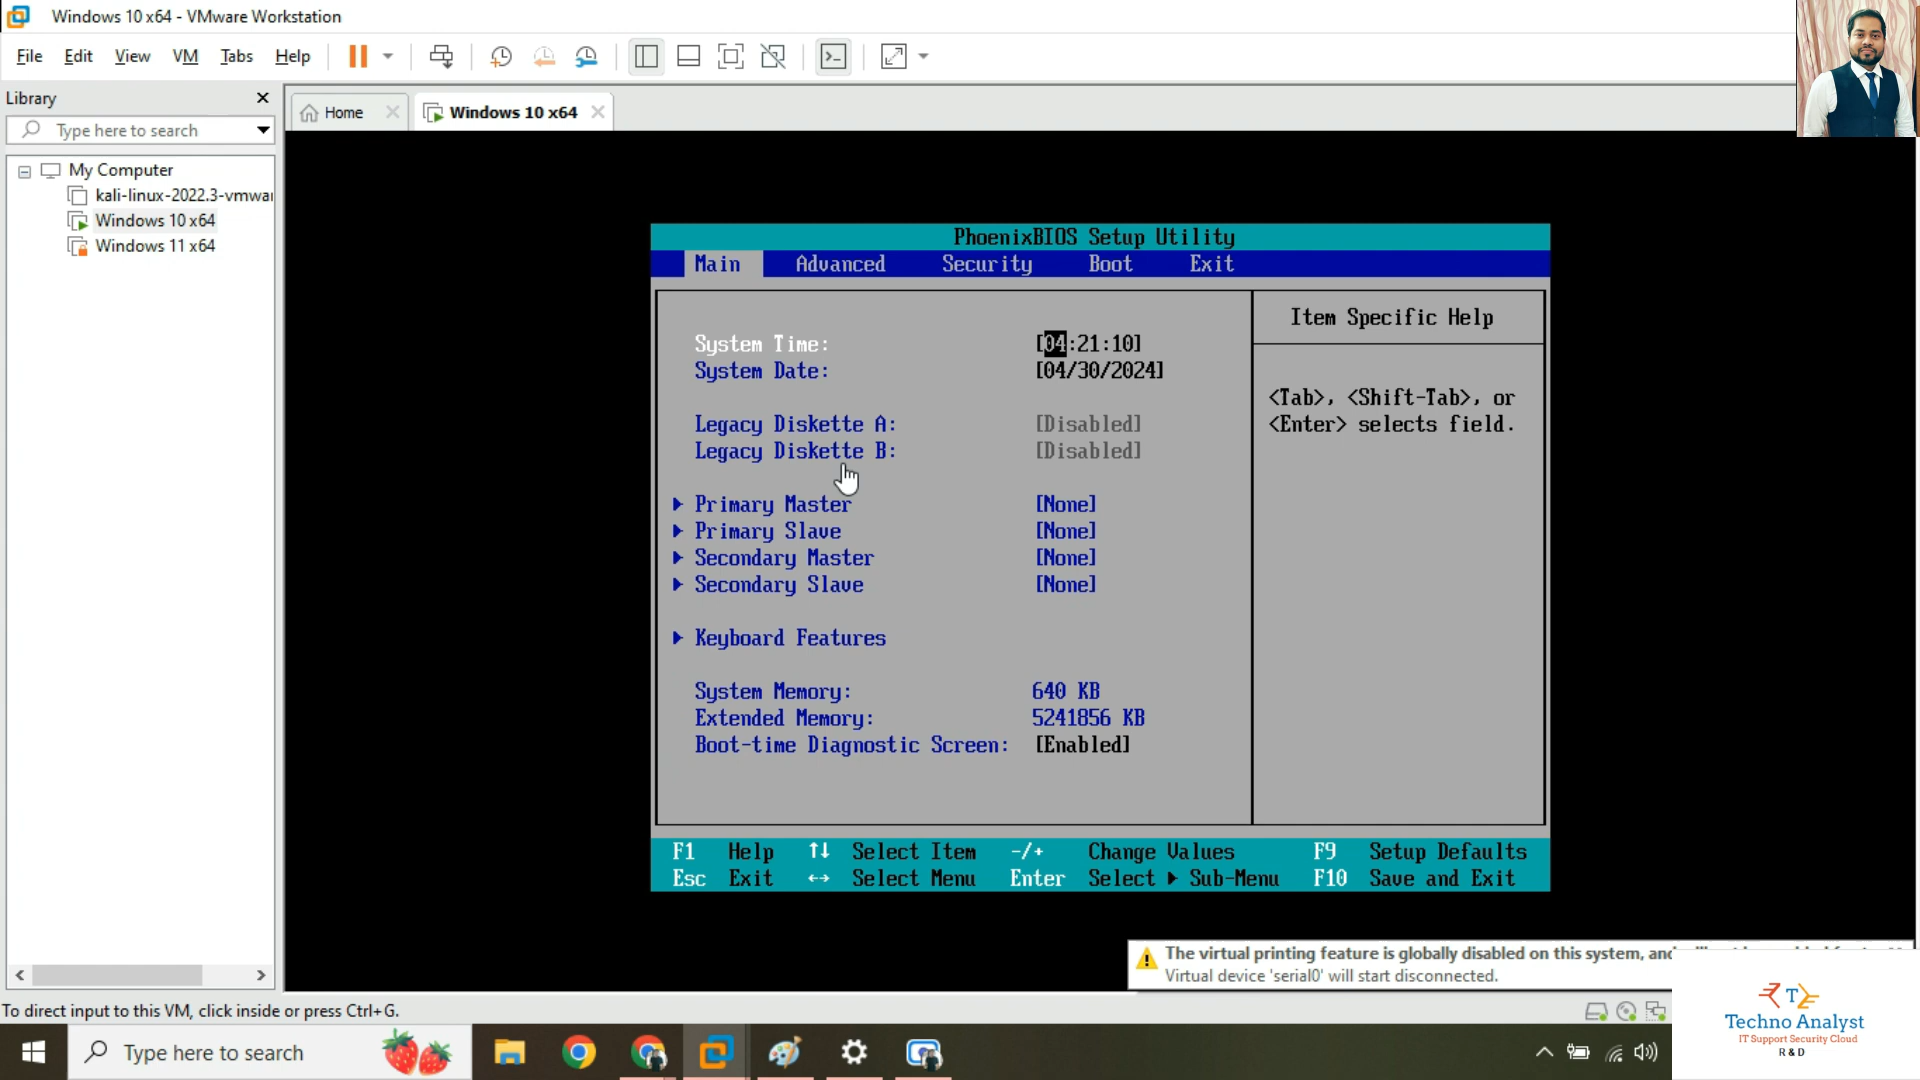 Windows 10 x64 - VMware Workstation
File Edit View VM Tabs Help
Library
Type here to search
My Computer
kali-linux-2022.3-vmwar
Windows 10 x64
Windows 11 x64
Home
Windows 10 x64
PhoenixBIOS Setup Utility
Main Advanced Security Boot Exit
System Time: [04:21:10]
System Date: [04/30/2024]
Legacy Diskette A: [Disabled]
Legacy Diskette B: [Disabled]
Primary Master [None]
Primary Slave [None]
Secondary Master [None]
Secondary Slave [None]
Keyboard Features
System Memory: 640 KB
Extended Memory: 5241856 KB
Boot-time Diagnostic Screen: [Enabled]
Item Specific Help
<Tab>, <Shift-Tab>, or
<Enter> selects field.
F1 Help ↑↓ Select Item -/+ Change Values F9 Setup Defaults
Esc Exit ↔ Select Menu Enter Select ▶ Sub-Menu F10 Save and Exit
The virtual printing feature is globally disabled on this system, and
Virtual device 'serial0' will start disconnected.
To direct input to this VM, click inside or press Ctrl+G.
Type here to search
Techno Analyst
IT Support Security Cloud
R & D